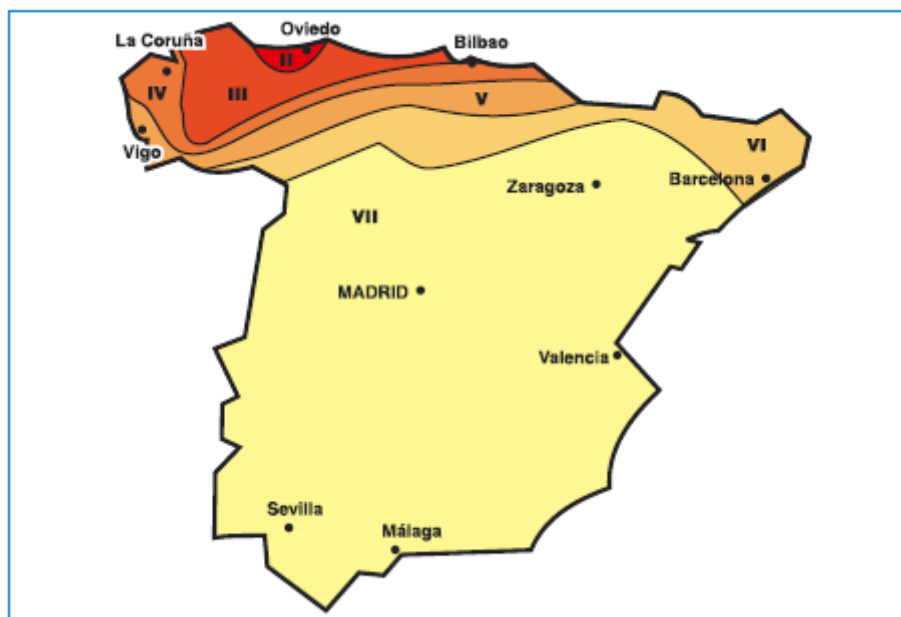 Oviedo
La Coruña
Bilbao
II
IV
III
V
Vigo
VI
Zaragoza
Barcelona
VII
MADRID
Valencia
Sevilla
Málaga